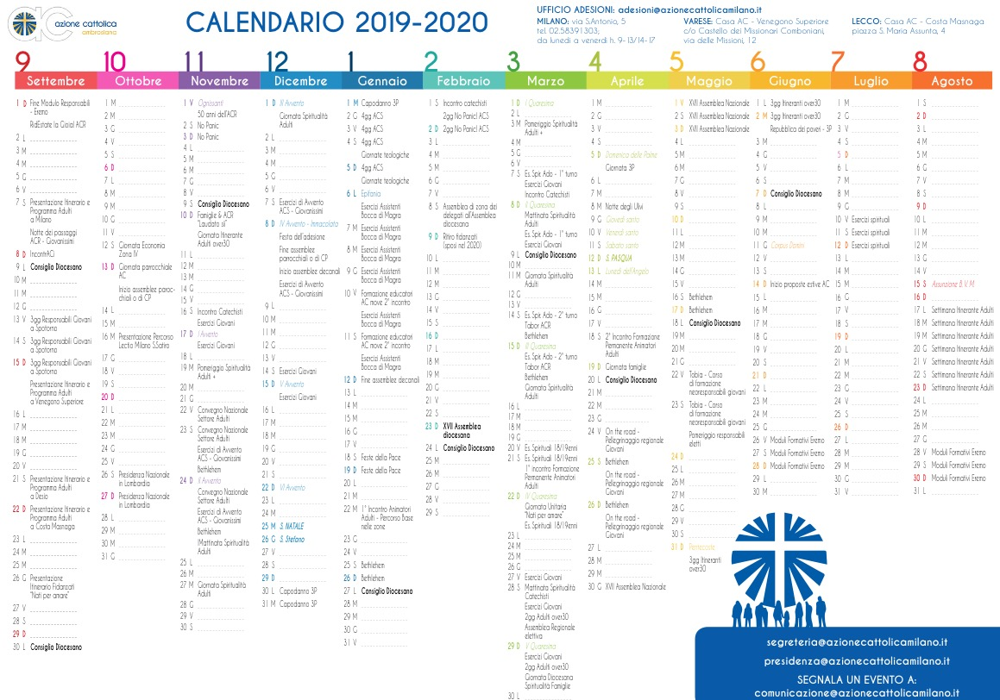 ac azione cattolica
ambrosiana
CALENDARIO 2019-2020
UFFICIO ADESIONI: adesioni@azionecattolicamilano.it
MILANO: via S.Antonio, 5
tel. 02.58391303;
da lunedì a venerdì h. 9-13/14-17
VARESE: Casa AC - Venegono Superiore
c/o Castello dei Missionari Comboniani,
via delle Missioni, 12
LECCO: Casa AC - Costa Masnaga
piazza S. Maria Assunta, 4
9
Settembre
1 D Fine Modulo Responsabili
- Eremo
RidEstate la Gioia! ACR
2 L
3 M
4 M
5 G
6 V
7 S Presentazione Itinerario e
Programma Adulti
a Milano
Notte dei passaggi
ACR - Giovanissimi
8 D IncontrACi
9 L Consiglio Diocesano
10 M
11 M
12 G
13 V 3gg Responsabili Giovani
a Spotorno
14 S 3gg Responsabili Giovani
a Spotorno
15 D 3gg Responsabili Giovani
a Spotorno
Presentazione Itinerario e
Programma Adulti
a Venegono Superiore
16 L
17 M
18 M
19 G
20 V
21 S Presentazione Itinerario e
Programma Adulti
a Desio
22 D Presentazione Itinerario e
Programma Adulti
a Costa Masnaga
23 L
24 M
25 M
26 G Presentazione
Itinerario Fidanzati
"Nati per amare"
27 V
28 S
29 D
30 L Consiglio Diocesano
10
Ottobre
1 M
2 M
3 G
4 V
5 S
6 D
7 L
8 M
9 M
10 G
11 V
12 S Giornata Economia
Zona IV
13 D Giornata parrocchiale
AC
Inizio assemblee parroc-
chiali o di CP
14 L
15 M
16 M Presentazione Percorso
Lectio Milano S.Satiro
17 G
18 V
19 S
20 D
21 L
22 M
23 M
24 G
25 V
26 S Presidenza Nazionale
in Lombardia
27 D Presidenza Nazionale
in Lombardia
28 L
29 M
30 M
31 G
11
Novembre
1 V Ognissanti
50 anni dell'ACR
2 S No Panic
3 D No Panic
4 L
5 M
6 M
7 G
8 V
9 S Consiglio Diocesano
10 D Famiglie & ACR
"Laudato si'"
Giornata Itinerante
Adulti over30
11 L
12 M
13 M
14 G
15 V
16 S Incontro Catechisti
Esercizi Giovani
17 D I Avvento
Esercizi Giovani
18 L
19 M Pomeriggio Spiritualità
Adulti +
20 M
21 G
22 V Convegno Nazionale
Settore Adulti
23 S Convegno Nazionale
Settore Adulti
Esercizi di Avvento
ACS - Giovanissimi
Bethlehem
24 D II Avvento
Convegno Nazionale
Settore Adulti
Esercizi di Avvento
ACS - Giovanissimi
Bethlehem
Mattinata Spiritualità
Adulti
25 L
26 M
27 M Giornata Spiritualità
Adulti
28 G
29 V
30 S
12
Dicembre
1 D III Avvento
Giornata Spiritualità
Adulti
2 L
3 M
4 M
5 G
6 V
7 S Esercizi di Avvento
ACS - Giovanissimi
8 D IV Avvento - Immacolata
Festa dell'adesione
Fine assemblee
parrocchiali o di CP
Inizio assemblee decanali
Esercizi di Avvento
ACS - Giovanissimi
9 L
10 M
11 M
12 G
13 V
14 S Esercizi Giovani
15 D V Avvento
Esercizi Giovani
16 L
17 M
18 M
19 G
20 V
21 S
22 D VI Avvento
23 L
24 M
25 M S. NATALE
26 G S. Stefano
27 V
28 S
29 D
30 L Capodanno 3P
31 M Capodanno 3P
1
Gennaio
1 M Capodanno 3P
2 G 4gg ACS
3 V 4gg ACS
4 S 4gg ACS
Giornate teologiche
5 D 4gg ACS
Giornate teologiche
6 L Epifania
Esercizi Assistenti
Bocca di Magra
7 M Esercizi Assistenti
Bocca di Magra
8 M Esercizi Assistenti
Bocca di Magra
9 G Esercizi Assistenti
Bocca di Magra
10 V Formazione educatori
AC move 2° incontro
Esercizi Assistenti
Bocca di Magra
11 S Formazione educatori
AC move 2° incontro
Esercizi Assistenti
Bocca di Magra
12 D Fine assemblee decanali
13 L
14 M
15 M
16 G
17 V
18 S Feste della Pace
19 D Feste della Pace
20 L
21 M
22 M 1° Incontro Animatori
Adulti - Percorso Base
nelle zone
23 G
24 V
25 S Bethlehem
26 D Bethlehem
27 L Consiglio Diocesano
28 M
29 M
30 G
31 V
2
Febbraio
1 S Incontro catechisti
2gg No Panic! ACS
2 D 2gg No Panic! ACS
3 L
4 M
5 M
6 G
7 V
8 S Assemblea di zona dei
delegati all'Assemblea
diocesana
9 D Ritiro fidanzati
(sposi nel 2020)
10 L
11 M
12 M
13 G
14 V
15 S
16 D
17 L
18 M
19 M
20 G
21 V
22 S
23 D XVII Assemblea
diocesana
24 L Consiglio Diocesano
25 M
26 M
27 G
28 V
29 S
3
Marzo
1 D I Quaresima
2 L
3 M Pomeriggio Spiritualità
Adulti +
4 M
5 G
6 V
7 S Es. Spir. Ado - 1° turno
Esercizi Giovani
Incontro Catechisti
8 D II Quaresima
Mattinata Spiritualità
Adulti
Es. Spir. Ado - 1° turno
Esercizi Giovani
9 L Consiglio Diocesano
10 M
11 M Giornata Spiritualità
Adulti
12 G
13 V
14 S Es. Spir. Ado - 2° turno
Tabor ACR
Bethlehem
15 D III Quaresima
Es. Spir. Ado - 2° turno
Tabor ACR
Bethlehem
Giornata Spiritualità
Adulti
16 L
17 M
18 M
19 G
20 V Es. Spirituali 18/19enni
21 S Es. Spirituali 18/19enni
1° incontro Formazione
Permanente Animatori
Adulti
22 D IV Quaresima
Giornata Unitaria
"Nati per amare"
Es. Spirituali 18/19enni
23 L
24 M
25 M
26 G
27 V Esercizi Giovani
28 S Mattinata Spiritualità
Catechisti
Esercizi Giovani
2gg Adulti over30
Assemblea Regionale
elettiva
29 D V Quaresima
Esercizi Giovani
2gg Adulti over30
Giornata Diocesana
Spiritualità Famiglie
30 L
4
Aprile
1 M
2 G
3 V
4 S
5 D Domenica delle Palme
Giornata 3P
6 L
7 M
8 M Notte degli Ulivi
9 G Giovedì santo
10 V Venerdì santo
11 S Sabato santo
12 D S. PASQUA
13 L Lunedì dell'Angelo
14 M
15 M
16 G
17 V
18 S 2° Incontro Formazione
Permanente Animatori
Adulti
19 D Giornata famiglie
20 L Consiglio Diocesano
21 M
22 M
23 G
24 V On the road -
Pellegrinaggio regionale
Giovani
25 S Bethlehem
On the road -
Pellegrinaggio regionale
Giovani
26 D Bethlehem
On the road -
Pellegrinaggio regionale
Giovani
27 L
28 M
29 M
30 G XVII Assemblea Nazionale
5
Maggio
1 V XVII Assemblea Nazionale
2 S XVII Assemblea Nazionale
3 D XVII Assemblea Nazionale
4 L
5 M
6 M
7 G
8 V
9 S
10 D
11 L
12 M
13 M
14 G
15 V
16 S Bethlehem
17 D Bethlehem
18 L Consiglio Diocesano
19 M
20 M
21 G
22 V Tabia - Corso
di formazione
neoresponsabili giovani
23 S Tabia - Corso
di formazione
neoresponsabili giovani
Pomeriggio responsabili
eletti
24 D
25 L
26 M
27 M
28 G
29 V
30 S
31 D Pentecoste
3gg Itineranti
over30
6
Giugno
1 L 3gg Itineranti over30
2 M 3gg Itineranti over30
Repubblica dei poveri - 3P
3 M
4 G
5 V
6 S
7 D Consiglio Diocesano
8 L
9 M
10 M
11 G Corpus Domini
12 V
13 S
14 D Inizio proposte estive AC
15 L
16 M
17 M
18 G
19 V
20 S
21 D
22 L
23 M
24 M
25 G
26 V Moduli Formativi Eremo
27 S Moduli Formativi Eremo
28 D Moduli Formativi Eremo
29 L
30 M
7
Luglio
1 M
2 G
3 V
4 S
5 D
6 L
7 M
8 M
9 G
10 V Esercizi spirituali
11 S Esercizi spirituali
12 D Esercizi spirituali
13 L
14 M
15 M
16 G
17 V
18 S
19 D
20 L
21 M
22 M
23 G
24 V
25 S
26 D
27 L
28 M
29 M
30 G
31 V
8
Agosto
1 S
2 D
3 L
4 M
5 M
6 G
7 V
8 S
9 D
10 L
11 M
12 M
13 G
14 V
15 S Assunzione B.V.M.
16 D
17 L Settimana Itinerante Adulti
18 M Settimana Itinerante Adulti
19 M Settimana Itinerante Adulti
20 G Settimana Itinerante Adulti
21 V Settimana Itinerante Adulti
22 S Settimana Itinerante Adulti
23 D Settimana Itinerante Adulti
24 L
25 M
26 M
27 G
28 V Moduli Formativi Eremo
29 S Moduli Formativi Eremo
30 D Moduli Formativi Eremo
31 L
segreteria@azionecattolicamilano.it
presidenza@azionecattolicamilano.it
SEGNALA UN EVENTO A:
comunicazione@azionecattolicamilano.it